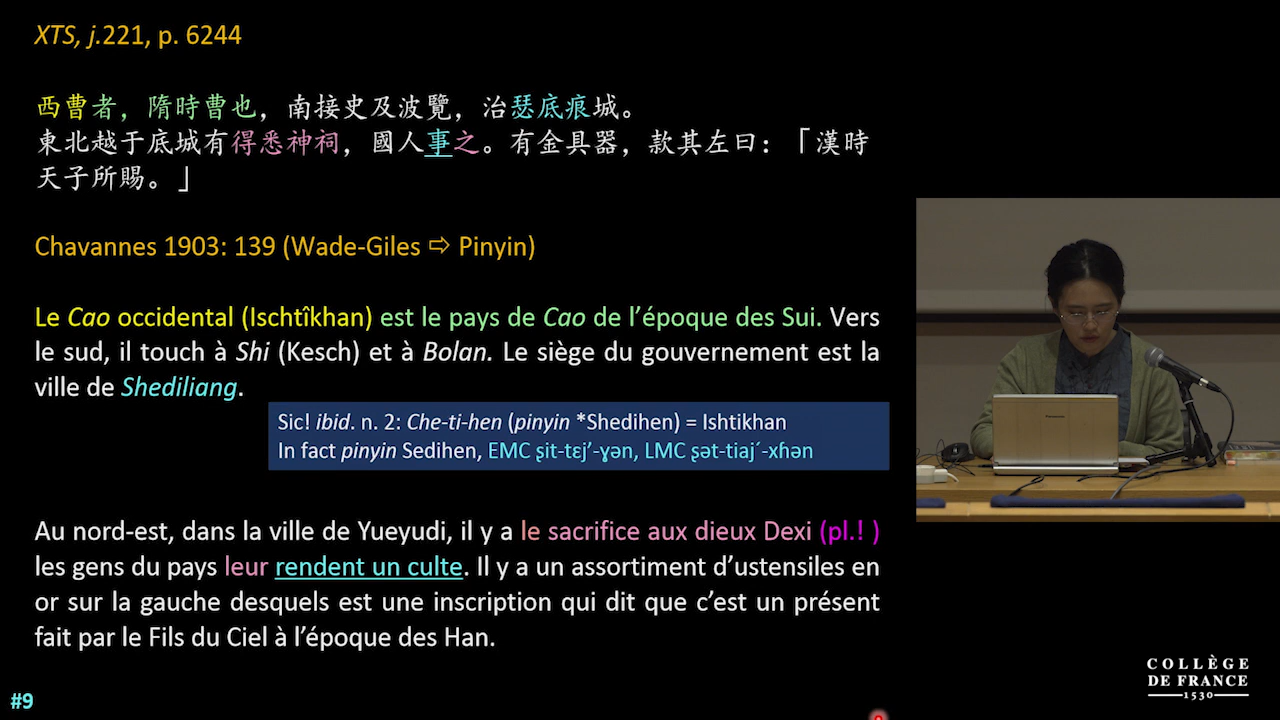 XTS, j.221, p. 6244
西曹者，隋時曹也，南接史及波覽，治瑟底痕城。
東北越于底城有得悉神祠，國人事之。有金具器，款其左曰：「漢時
天子所賜。」
Chavannes 1903: 139 (Wade-Giles ⇨ Pinyin)
Le Cao occidental (Ischtîkhan) est le pays de Cao de l’époque des Sui. Vers
le sud, il touch à Shi (Kesch) et à Bolan. Le siège du gouvernement est la
ville de Shediliang.
Sic! ibid. n. 2: Che-ti-hen (pinyin *Shedihen) = Ishtikhan
In fact pinyin Sedihen, EMC ʂit-tɛj’-ɣən, LMC ʂət-tiaj´-xɦən
Au nord-est, dans la ville de Yueyudi, il y a le sacrifice aux dieux Dexi (pl.! )
les gens du pays leur rendent un culte. Il y a un assortiment d’ustensiles en
or sur la gauche desquels est une inscription qui dit que c’est un présent
fait par le Fils du Ciel à l’époque des Han.
#9
Panasonic
COLLÈGE
DE FRANCE
1530